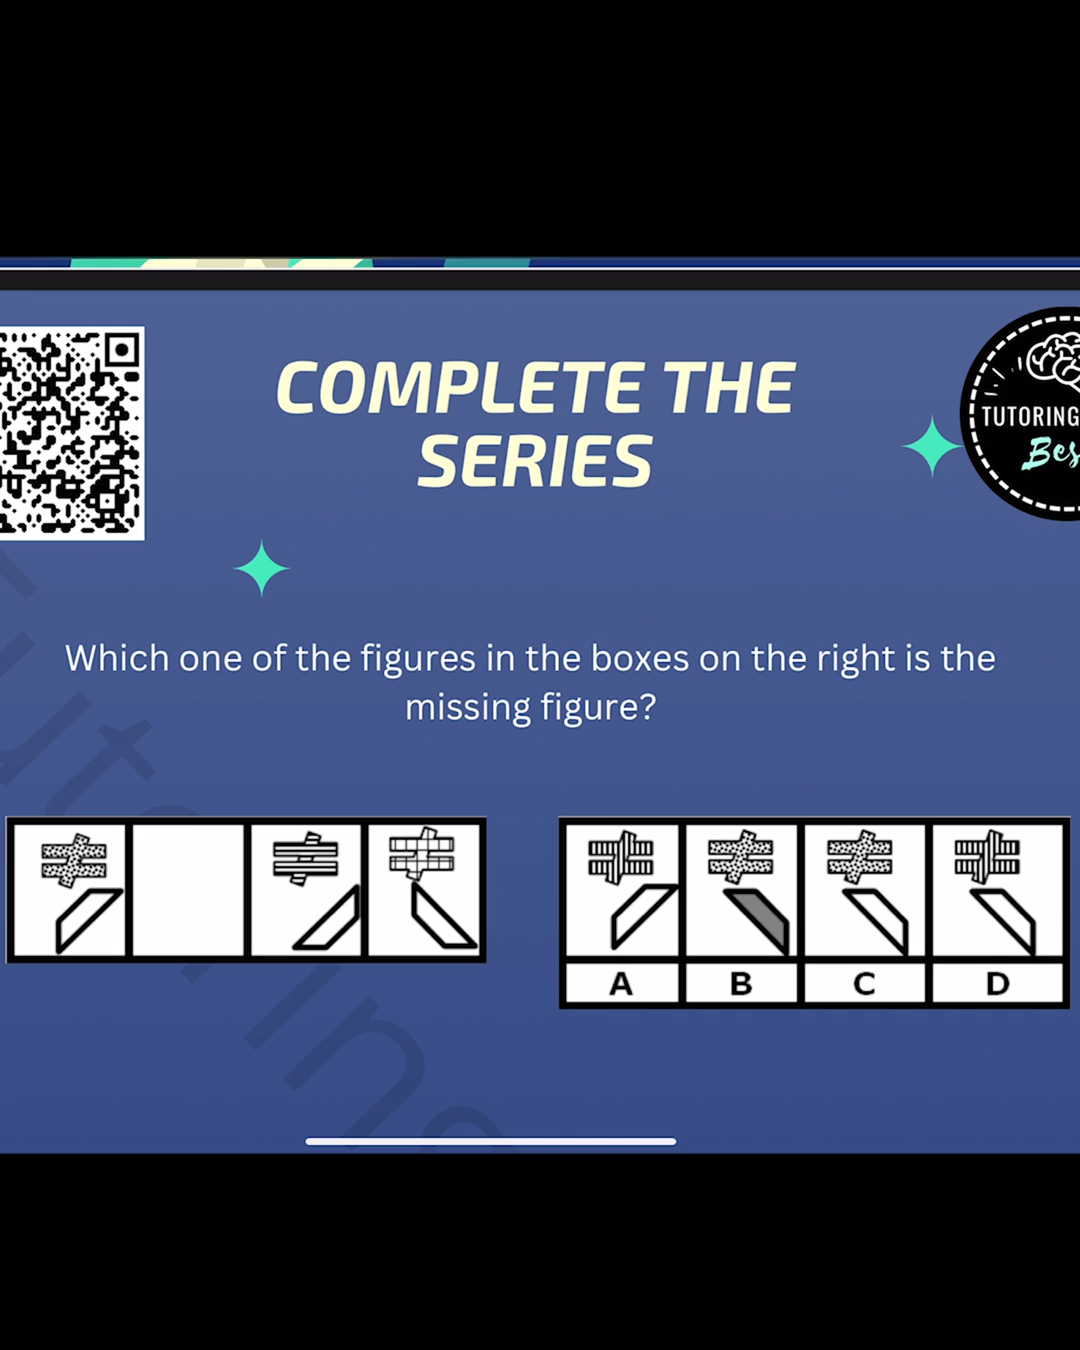 COMPLETE THE
SERIES
TUTORING
Bes
Which one of the figures in the boxes on the right is the
missing figure?
A B C D